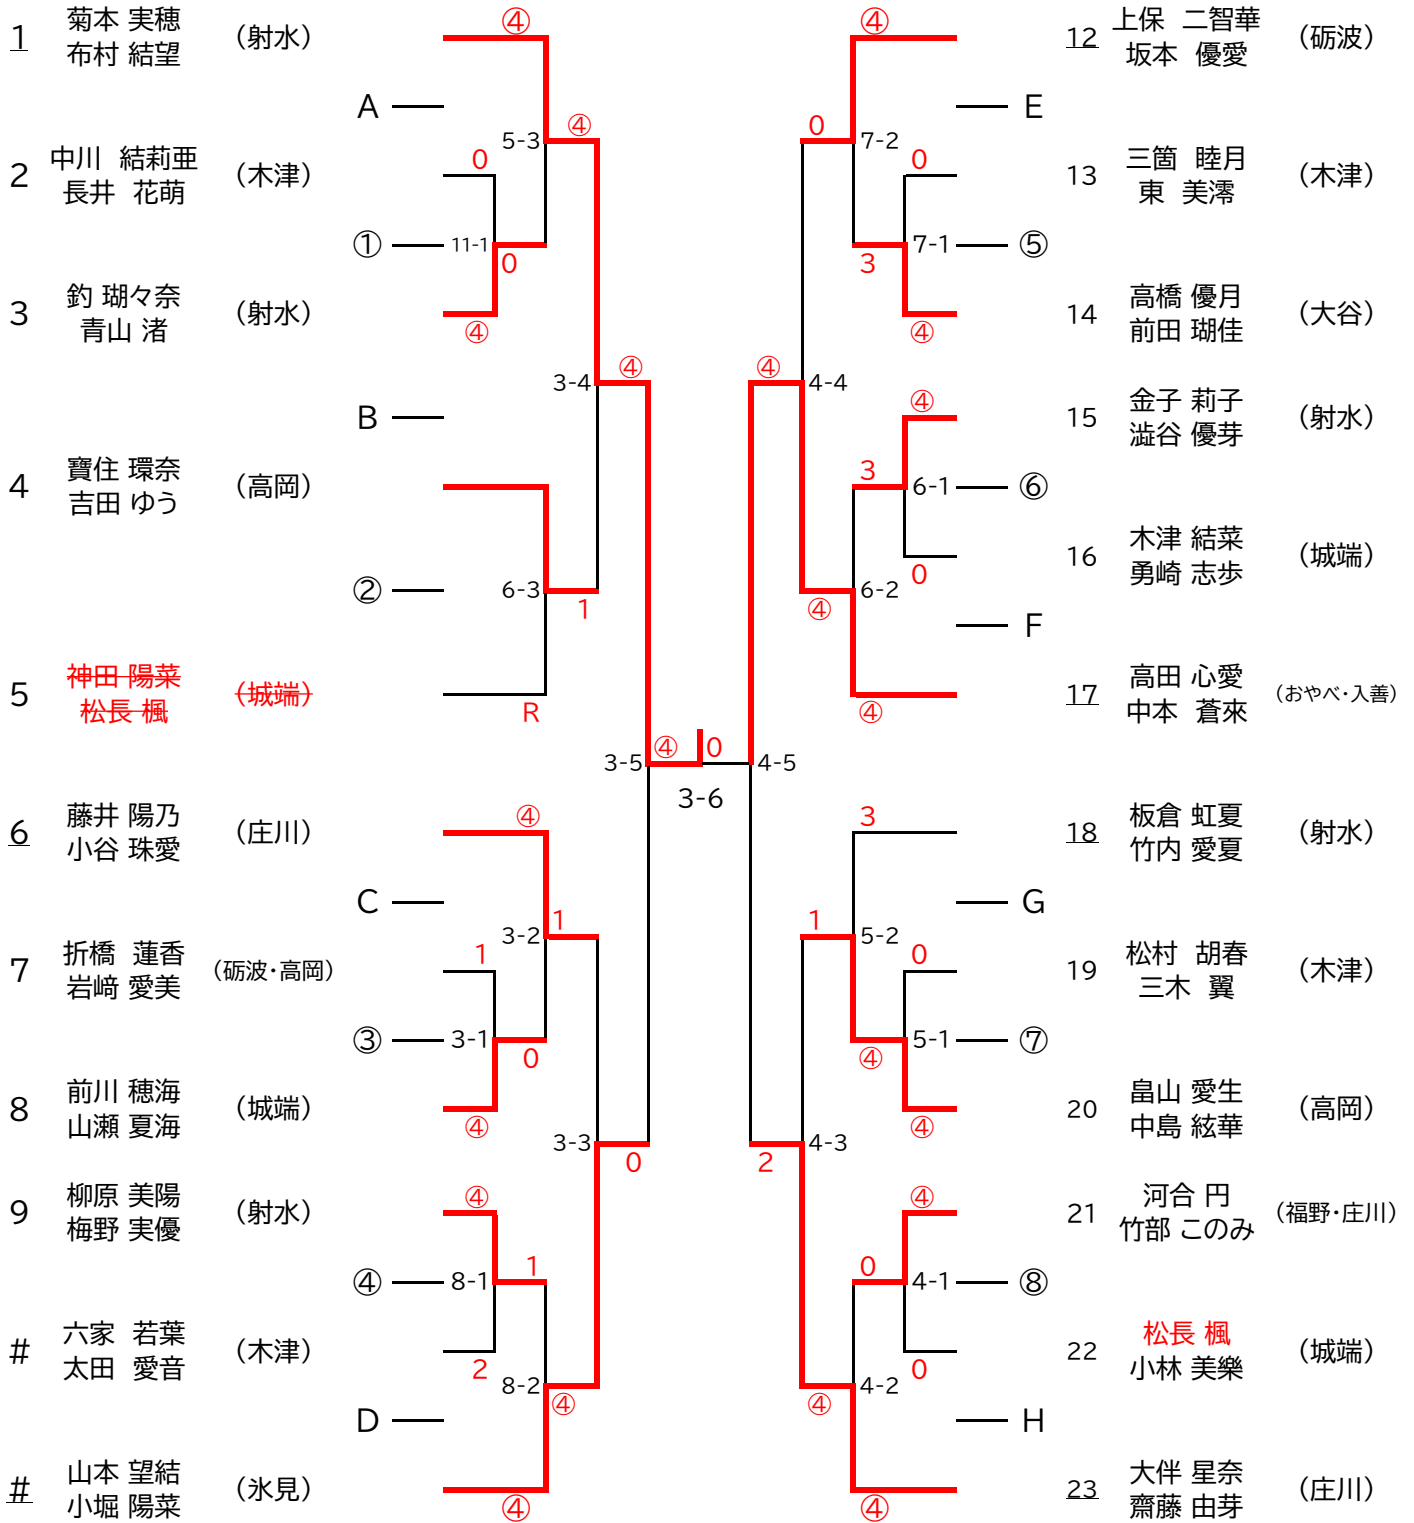 1 菊本 実穂 布村 結望 （射水）
④
A
5-3 ④
2 中川 結莉亜 長井 花萌 （木津）
0
① 11-1 0
3 釣 瑚々奈 青山 渚 （射水）
④
3-4 ④
B
4 寶住 環奈 吉田 ゆう （高岡）
② 6-3 1
5 神田 陽菜 松長 楓 （城端）
R
3-5 ④ 0 4-5
3-6
6 藤井 陽乃 小谷 珠愛 （庄川）
④
C
3-2 1
7 折橋 蓮香 岩﨑 愛美 （砺波・高岡）
1
③ 3-1 0
8 前川 穂海 山瀬 夏海 （城端）
④
3-3 0
9 柳原 美陽 梅野 実優 （射水）
④
④ 8-1 1
# 六家 若葉 太田 愛音 （木津）
2
8-2 ④
D
# 山本 望結 小堀 陽菜 （氷見）
④
④
12 上保 二智華 坂本 優愛 （砺波）
E
0 7-2
0
13 三箇 睦月 東 美澪 （木津）
3 7-1 ⑤
④
14 高橋 優月 前田 瑚佳 （大谷）
④ 4-4
④
15 金子 莉子 澁谷 優芽 （射水）
3 6-1 ⑥
0
16 木津 結菜 勇崎 志歩 （城端）
④ 6-2
F
④
17 高田 心愛 中本 蒼來 （おやべ・入善）
3
18 板倉 虹夏 竹内 愛夏 （射水）
G
1 5-2
0
19 松村 胡春 三木 翼 （木津）
④ 5-1 ⑦
④
20 畠山 愛生 中島 絃華 （高岡）
2 4-3
④
21 河合 円 竹部 このみ （福野・庄川）
0 4-1 ⑧
0
22 松長 楓 小林 美樂 （城端）
④ 4-2
H
④
23 大伴 星奈 齋藤 由芽 （庄川）